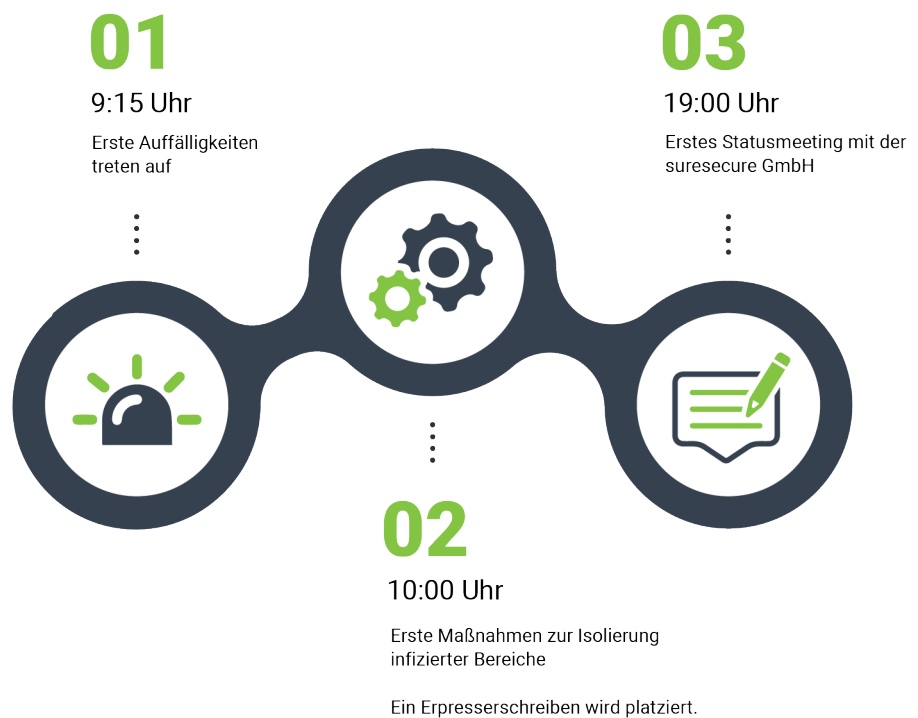 01
9:15 Uhr
Erste Auffälligkeiten
treten auf
02
10:00 Uhr
Erste Maßnahmen zur Isolierung
infizierter Bereiche
Ein Erpresserschreiben wird platziert.
03
19:00 Uhr
Erstes Statusmeeting mit der
suresecure GmbH